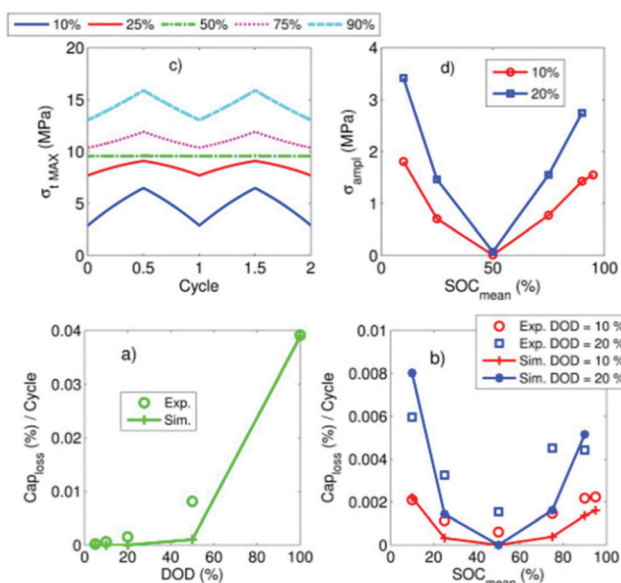 10% 25% 50% 75% 90%
c)
σt MAX (MPa)
20
15
10
5
0
0 0.5 1 1.5 2
Cycle
d)
10%
20%
σampl (MPa)
4
3
2
1
0
0 50 100
SOCmean (%)
a)
Exp.
Sim.
Caploss (%) / Cycle
0.04
0.03
0.02
0.01
0
0 20 40 60 80 100
DOD (%)
b)
Exp. DOD = 10 %
Exp. DOD = 20 %
Sim. DOD = 10 %
Sim. DOD = 20 %
Caploss (%) / Cycle
0.01
0.008
0.006
0.004
0.002
0
0 20 40 60 80 100
SOCmean (%)